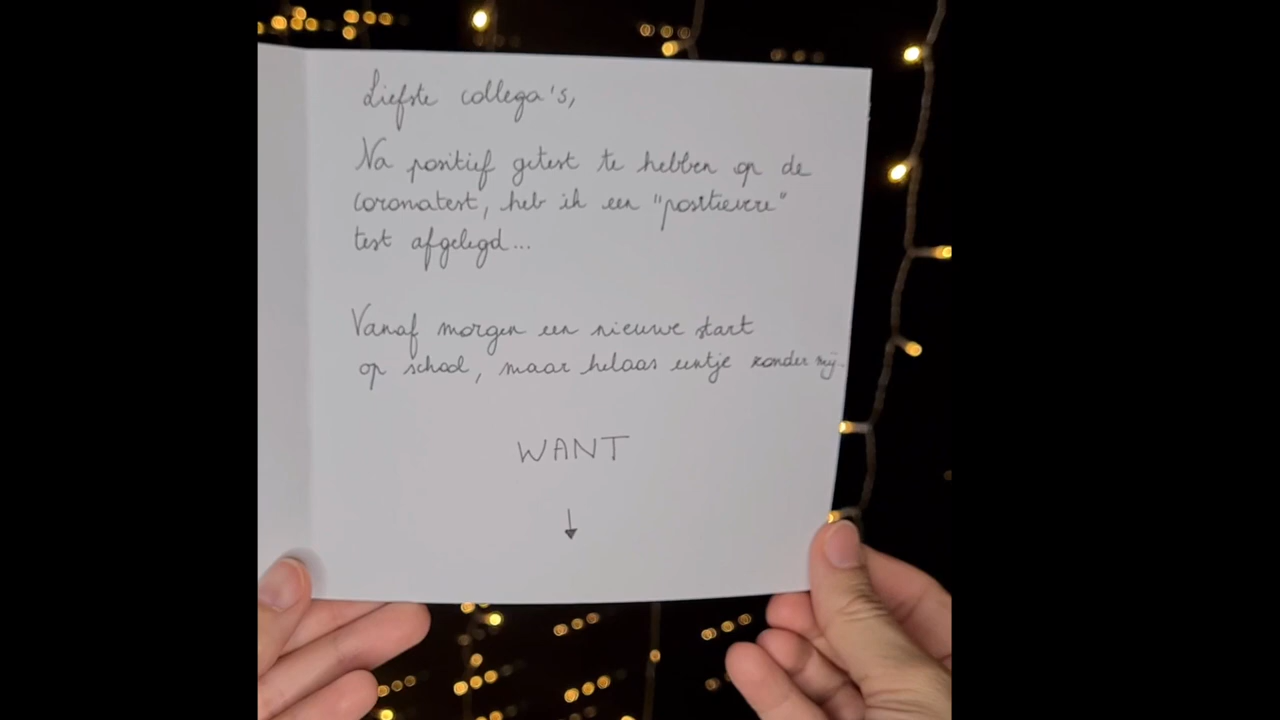 Liefste collega's,
Na positief getest te hebben op de
coronatest, heb ik een "positievere"
test afgelegd...
Vanaf morgen een nieuwe start
op school, maar helaas eentje zonder mij..
WANT
↓